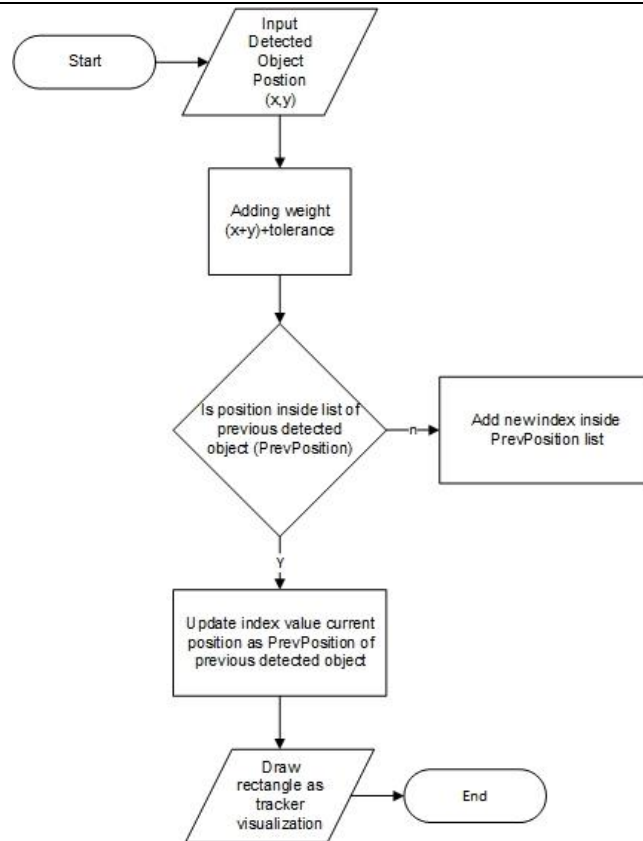 Start
Input
Detected
Object
Postion
(x,y)
Adding weight
(x+y)+tolerance
Is position inside list of
previous detected
object (PrevPosition)
n
Add new index inside
PrevPosition list
Y
Update index value current
position as PrevPosition of
previous detected object
Draw
rectangle as
tracker
visualization
End